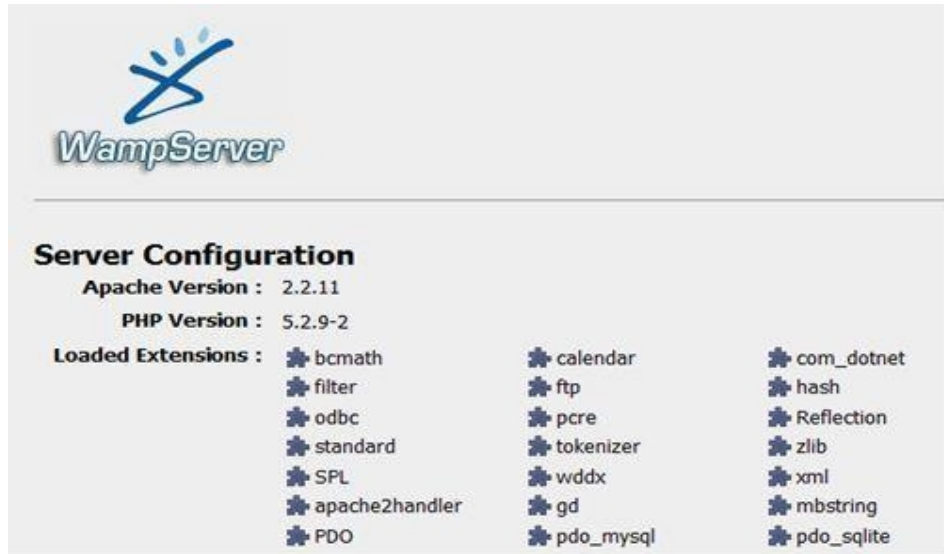 WampServer
Server Configuration
Apache Version : 2.2.11
PHP Version : 5.2.9-2
Loaded Extensions : bcmath calendar com_dotnet
filter ftp hash
odbc pcre Reflection
standard tokenizer zlib
SPL wddx xml
apache2handler gd mbstring
PDO pdo_mysql pdo_sqlite